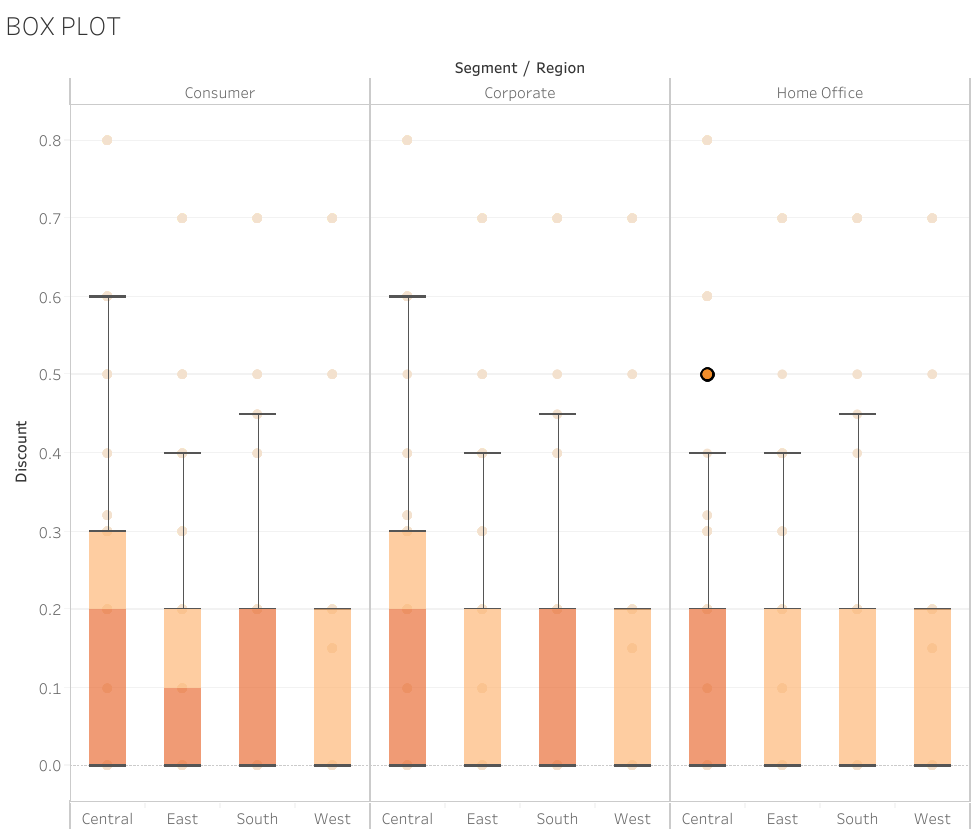 BOX PLOT
Segment / Region
Consumer Corporate Home Office
0.8
0.7
0.6
0.5
Discount
0.4
0.3
0.2
0.1
0.0
Central East South West Central East South West Central East South West